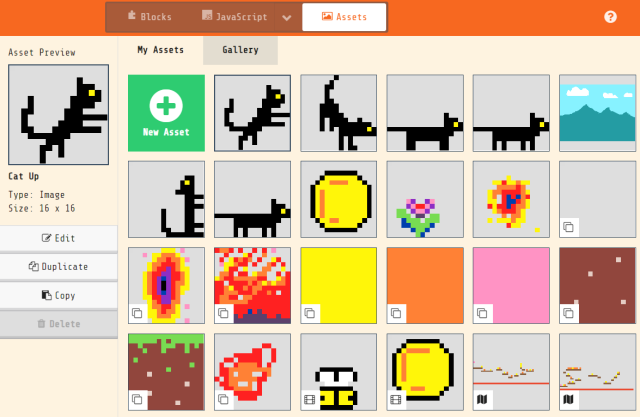 Blocks
JavaScript
Assets
Asset Preview
My Assets
Gallery
New Asset
Cat Up
Type: Image
Size: 16 x 16
Edit
Duplicate
Copy
Delete